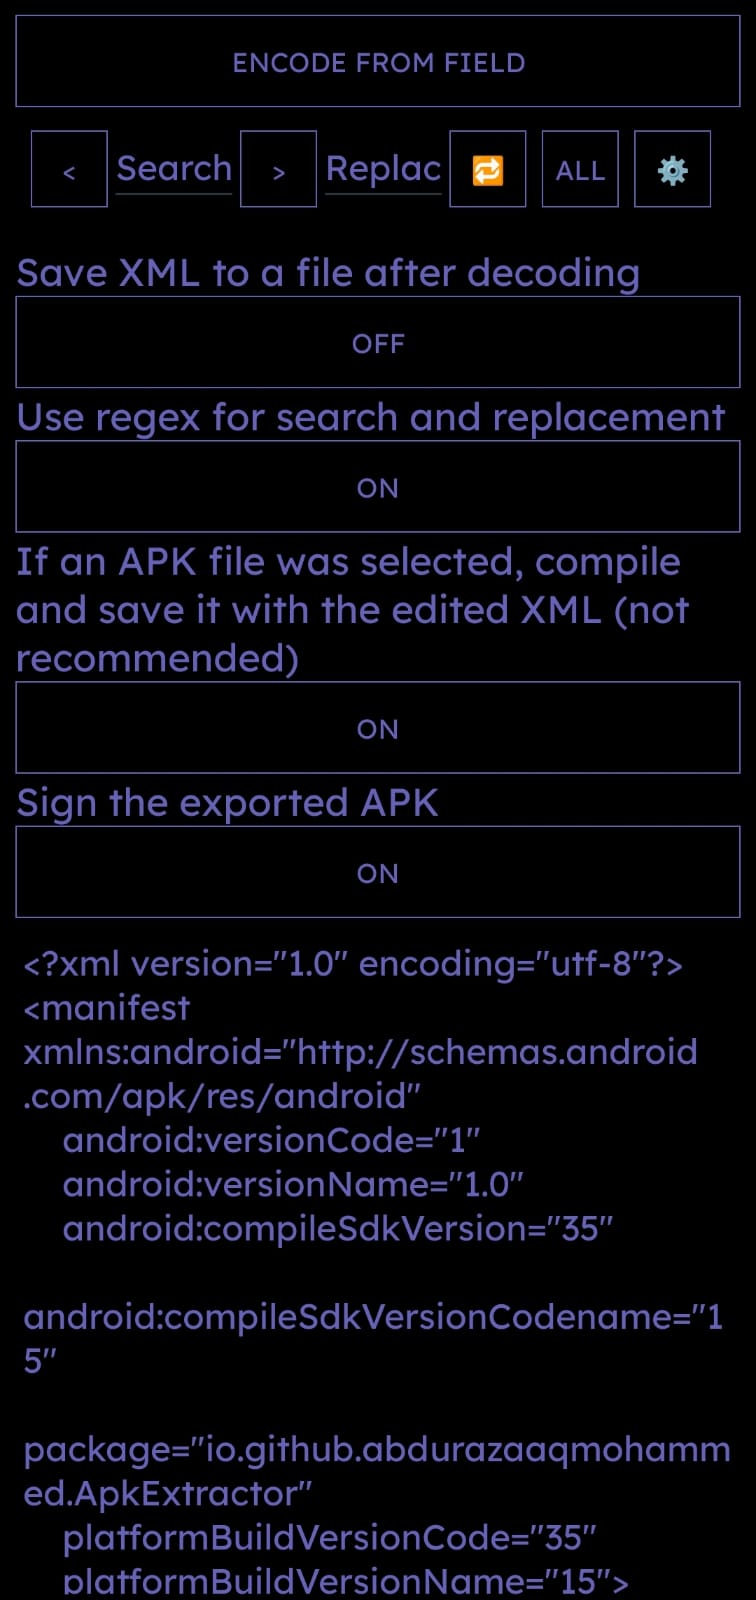 ENCODE FROM FIELD
< Search > Replac 🔁 ALL ⚙️
Save XML to a file after decoding
OFF
Use regex for search and replacement
ON
If an APK file was selected, compile
and save it with the edited XML (not
recommended)
ON
Sign the exported APK
ON
<?xml version="1.0" encoding="utf-8"?>
<manifest
xmlns:android="http://schemas.android
.com/apk/res/android"
android:versionCode="1"
android:versionName="1.0"
android:compileSdkVersion="35"
android:compileSdkVersionCodename="1
5"
package="io.github.abdurazaaqmohamm
ed.ApkExtractor"
platformBuildVersionCode="35"
platformBuildVersionName="15">